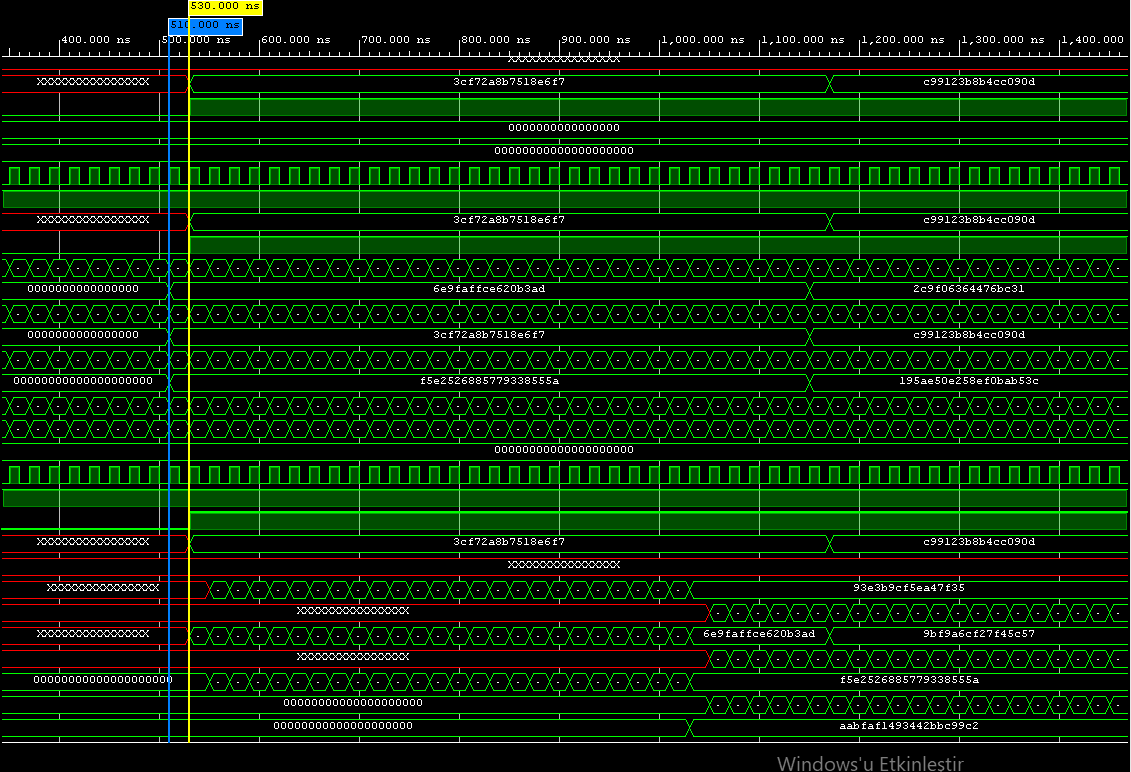 530.000 ns
510.000 ns
400.000 ns 500.000 ns 600.000 ns 700.000 ns 800.000 ns 900.000 ns 1,000.000 ns 1,100.000 ns 1,200.000 ns 1,300.000 ns 1,400.000
XXXXXXXXXXXXXXXX
XXXXXXXXXXXXXXXX 3cf72a8b7518e6f7 c99123b8b4cc090d
0000000000000000
00000000000000000000
XXXXXXXXXXXXXXXX 3cf72a8b7518e6f7 c99123b8b4cc090d
0000000000000000 6e9faffce620b3ad 2c9f06364476bc31
0000000000000000 3cf72a8b7518e6f7 c99123b8b4cc090d
00000000000000000000 f5e2526885779338555a 195ae50e258ef0bab53c
00000000000000000000
XXXXXXXXXXXXXXXX 3cf72a8b7518e6f7 c99123b8b4cc090d
XXXXXXXXXXXXXXXX
XXXXXXXXXXXXXXXX 93e3b9cf5ea47f35
XXXXXXXXXXXXXXXX
XXXXXXXXXXXXXXXX 6e9faffce620b3ad 9bf9a6cf27f45c57
XXXXXXXXXXXXXXXX
00000000000000000000 f5e2526885779338555a
00000000000000000000
00000000000000000000 aabfaf1493442bbc99c2
Windows'u Etkinleştir